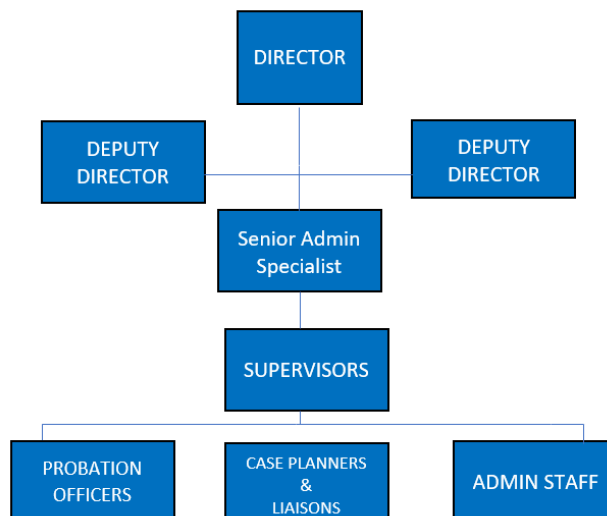 DIRECTOR
DEPUTY
DIRECTOR
DEPUTY
DIRECTOR
Senior Admin
Specialist
SUPERVISORS
PROBATION
OFFICERS
CASE PLANNERS
&
LIAISONS
ADMIN STAFF